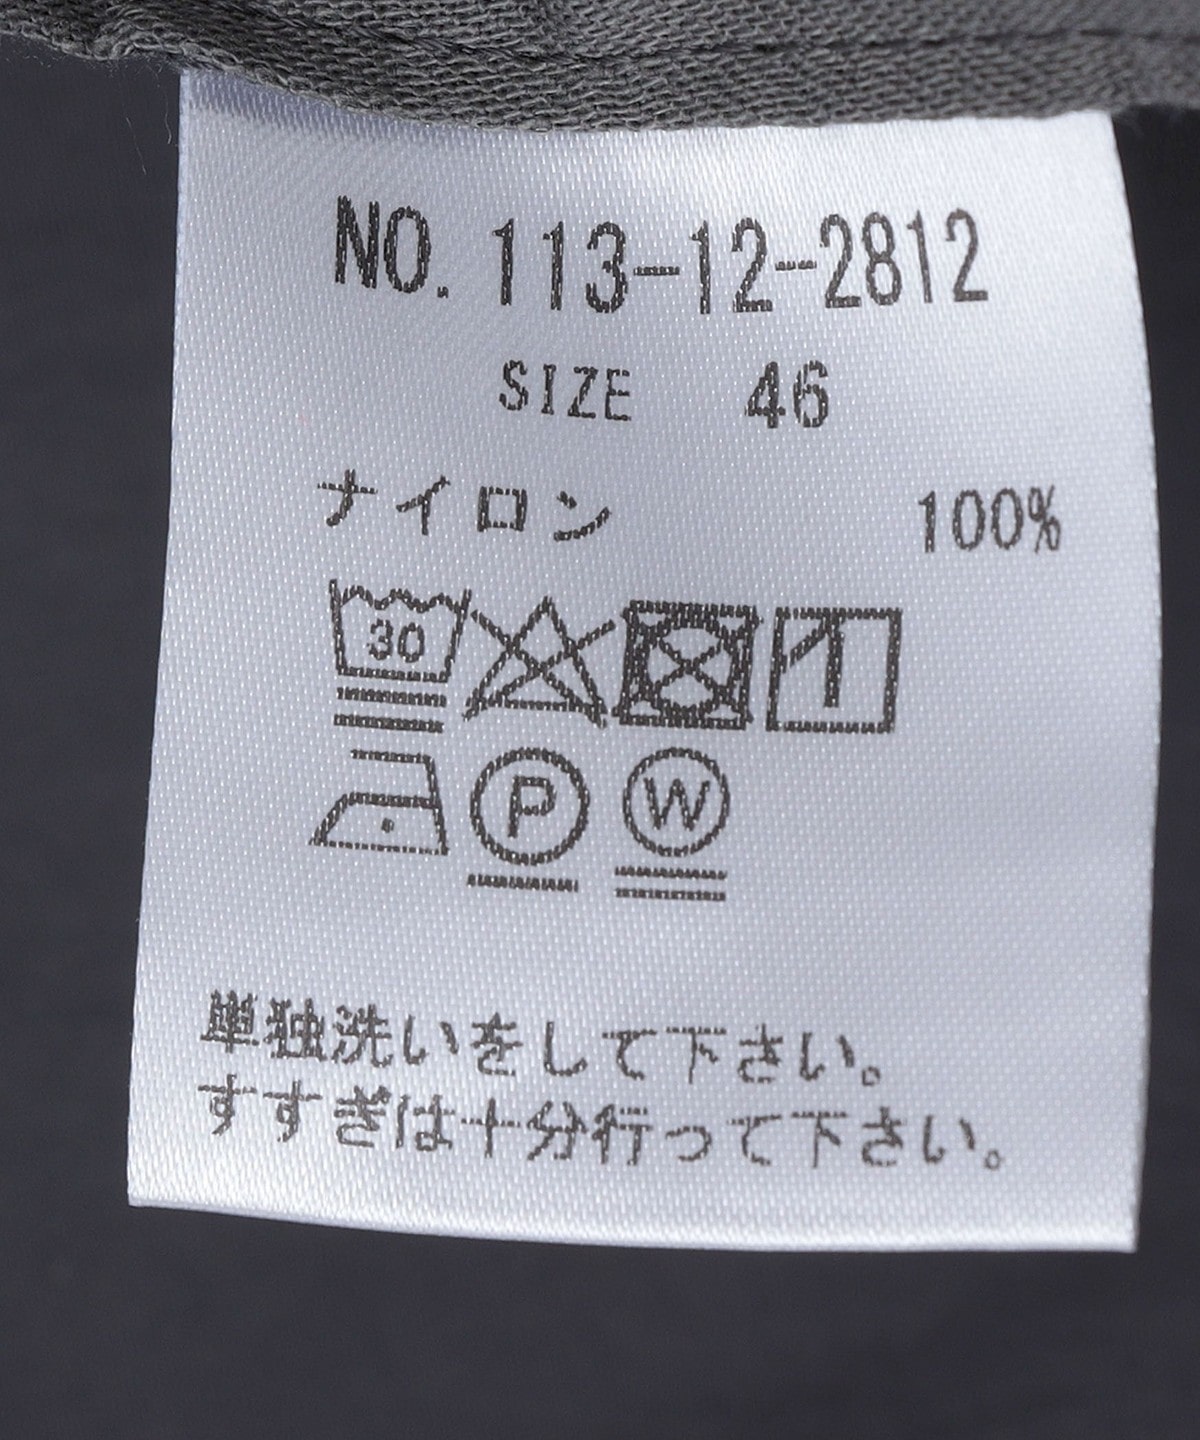 NO. 113-12-2812
SIZE 46
ナイロン 100%
30
P W
単独洗いをして下さい。
すすぎは十分行って下さい。